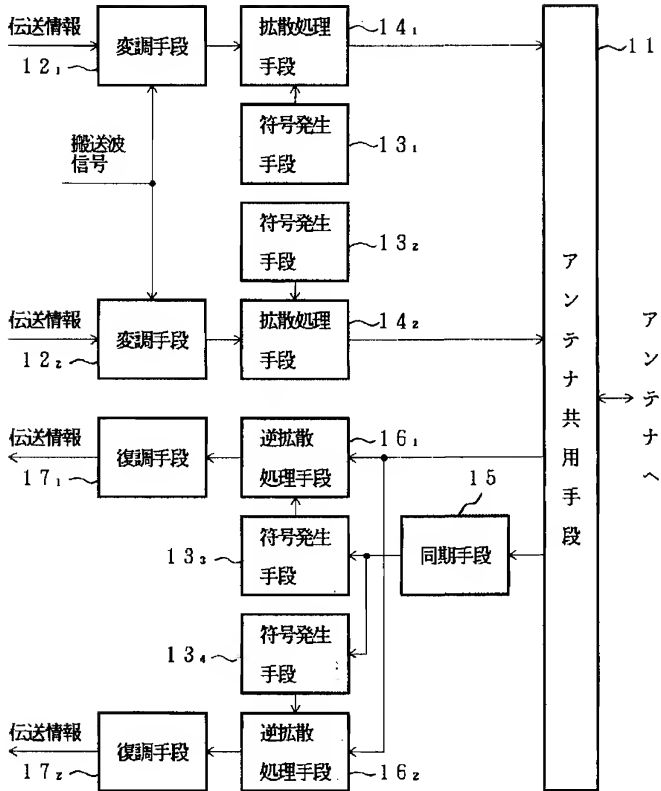 伝送情報
変調手段
12₁
拡散処理
手段
14₁
11
符号発生
手段
13₁
搬送波
信号
符号発生
手段
13₂
伝送情報
変調手段
12₂
拡散処理
手段
14₂
アンテナ共用手段
アンテナへ
伝送情報
復調手段
17₁
逆拡散
処理手段
16₁
15
同期手段
符号発生
手段
13₃
符号発生
手段
13₄
伝送情報
復調手段
17₂
逆拡散
処理手段
16₂